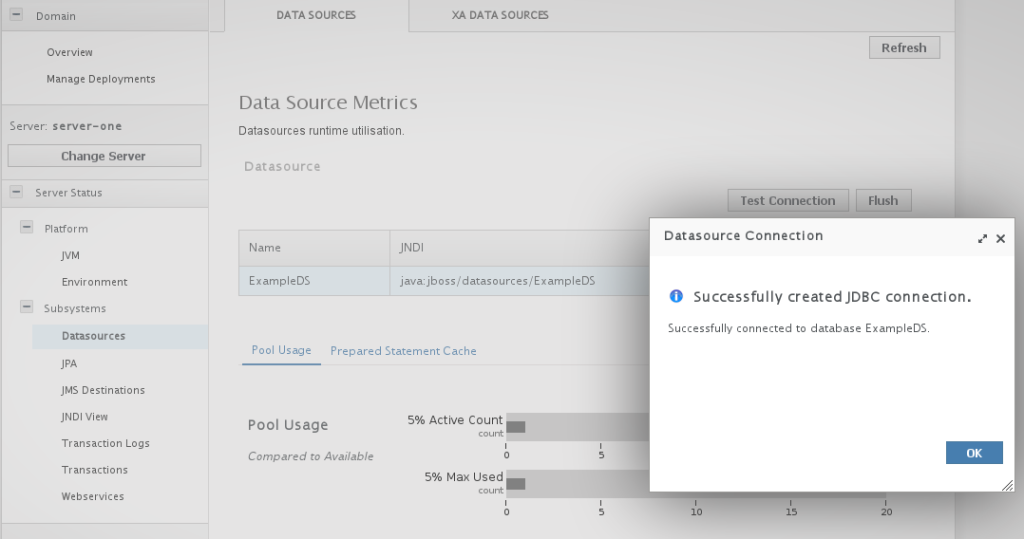 Domain
Overview
Manage Deployments
Server: server-one
Change Server
Server Status
Platform
JVM
Environment
Subsystems
Datasources
JPA
JMS Destinations
JNDI View
Transaction Logs
Transactions
Webservices
DATA SOURCES XA DATA SOURCES
Refresh
Data Source Metrics
Datasources runtime utilisation.
Datasource
Test Connection Flush
Name JNDI
ExampleDS java:jboss/datasources/ExampleDS
Pool Usage Prepared Statement Cache
Pool Usage
Compared to Available
5% Active Count
count
0 5
5% Max Used
count
0 5 10 15 20
Datasource Connection
Successfully created JDBC connection.
Successfully connected to database ExampleDS.
OK